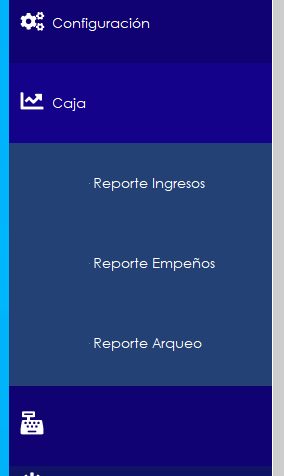 Configuración
Caja
Reporte Ingresos
Reporte Empeños
Reporte Arqueo